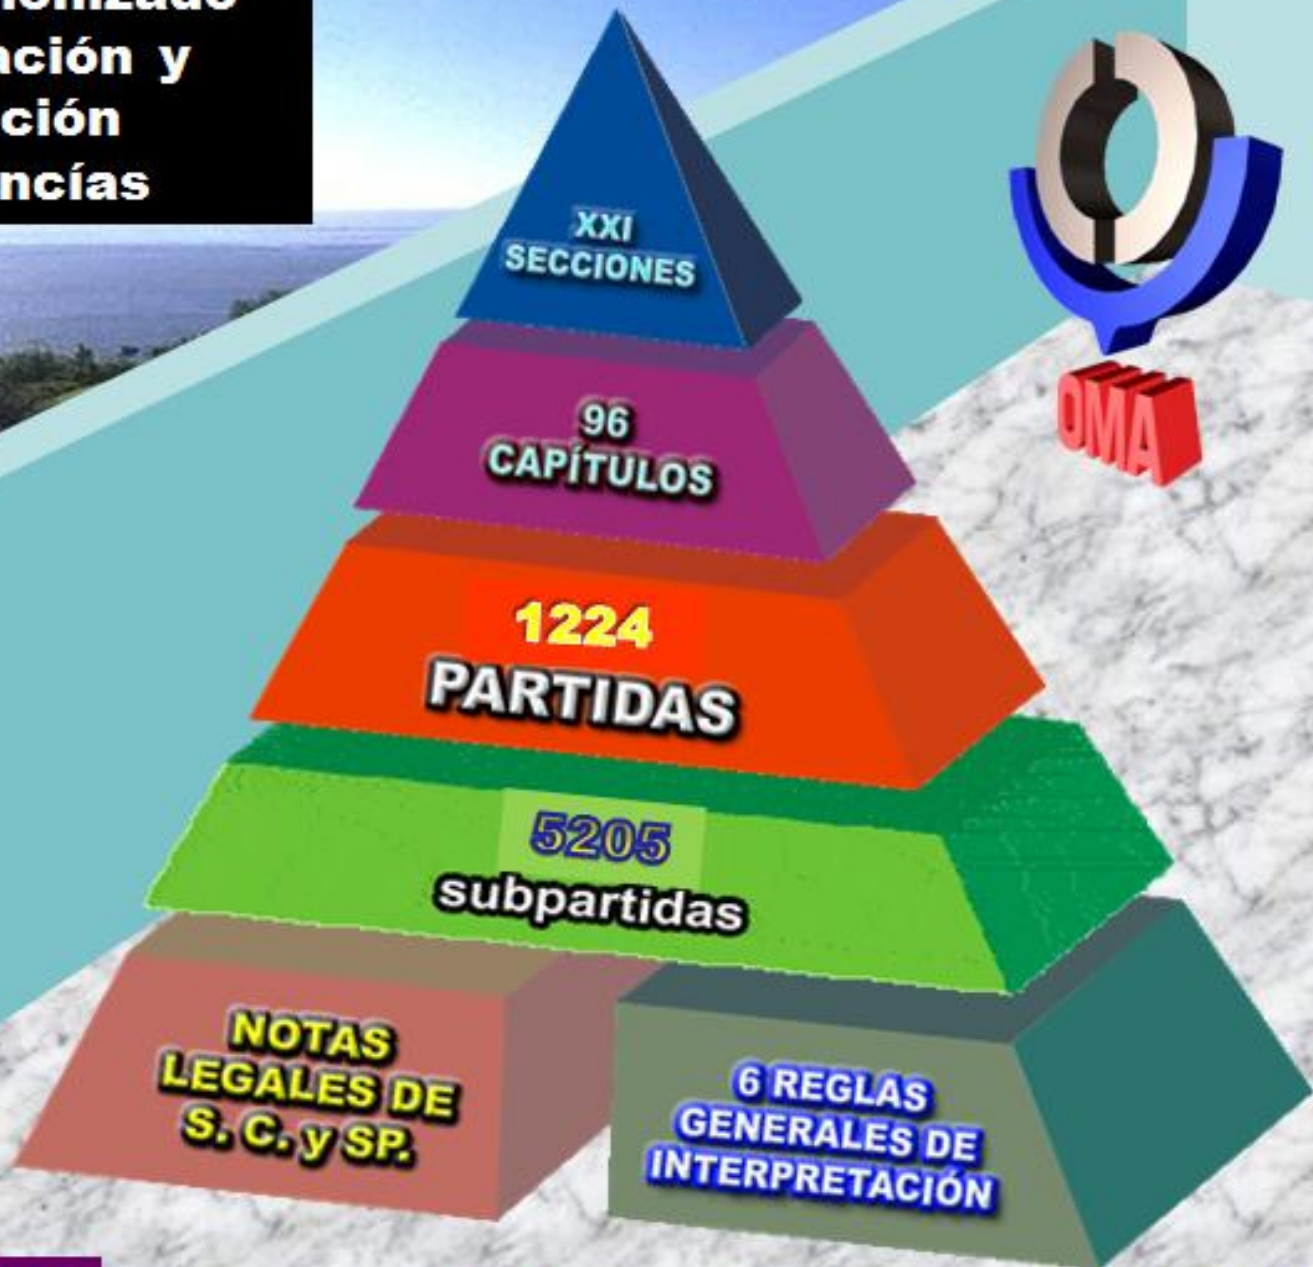 ación y
ción
ncías
XXI
SECCIONES
96
CAPÍTULOS
1224
PARTIDAS
5205
subpartidas
NOTAS
LEGALES DE
S. C. y SP.
6 REGLAS
GENERALES DE
INTERPRETACIÓN
OMA